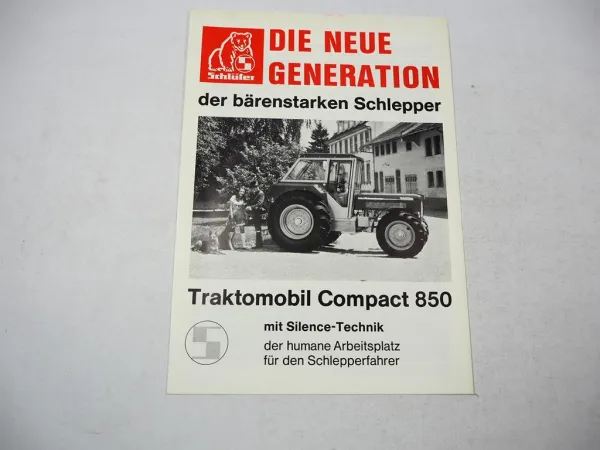 Schlüter
DIE NEUE
GENERATION
der bärenstarken Schlepper
Traktomobil Compact 850
mit Silence-Technik
der humane Arbeitsplatz
für den Schlepperfahrer